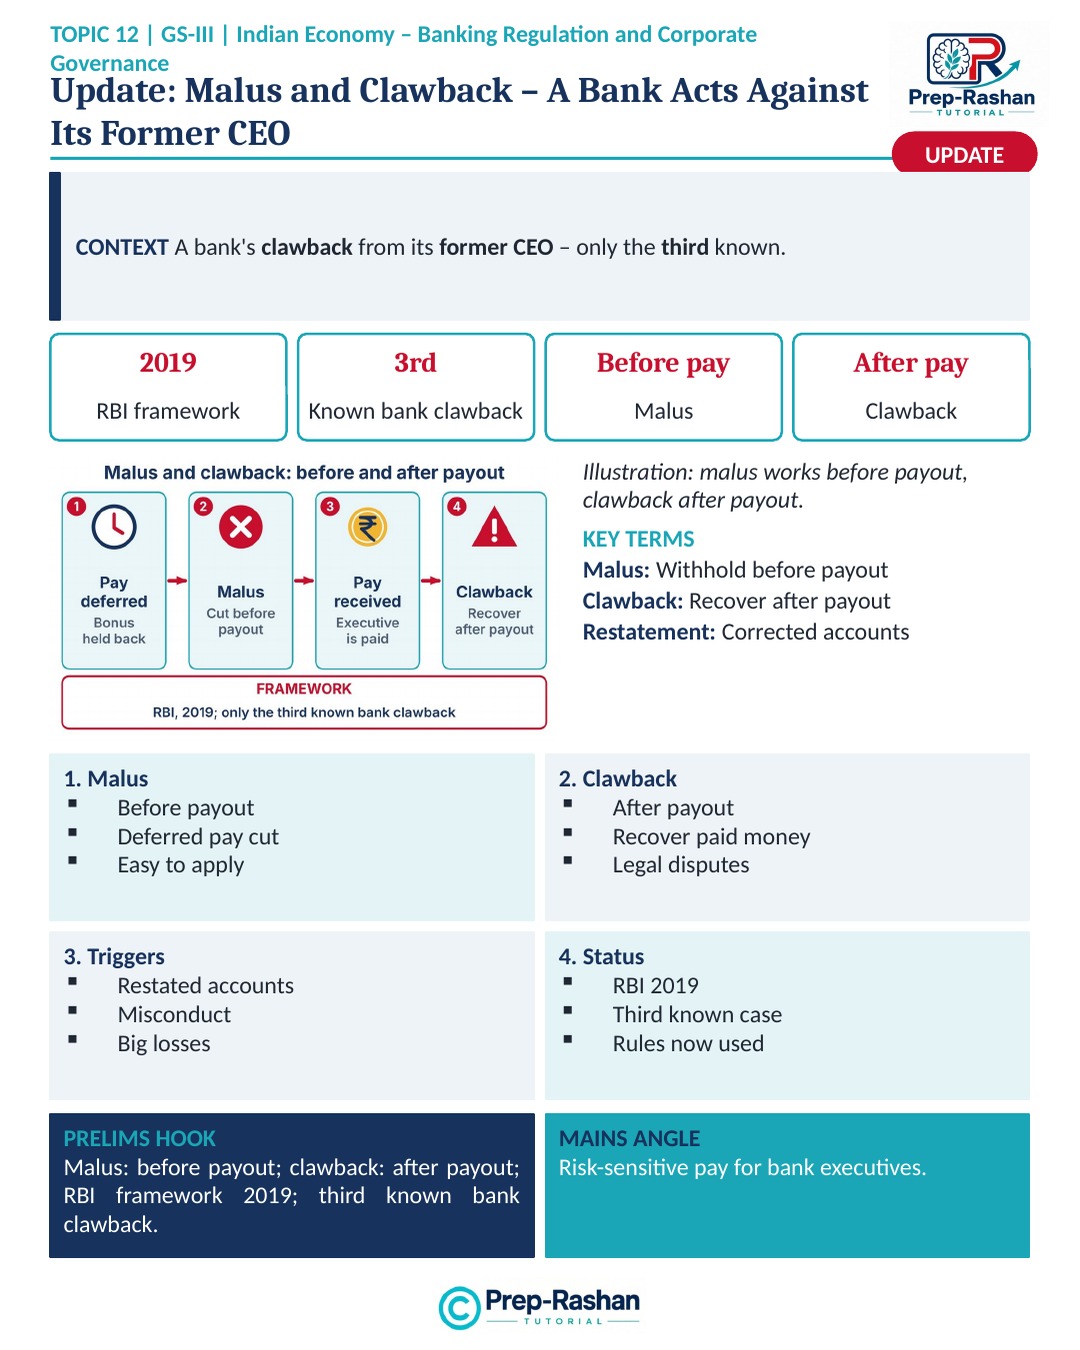 TOPIC 12 | GS-III | Indian Economy – Banking Regulation and Corporate
Governance
Update: Malus and Clawback – A Bank Acts Against
Its Former CEO
Prep-Rashan
TUTORIAL
UPDATE
CONTEXT A bank's clawback from its former CEO – only the third known.
2019
RBI framework
3rd
Known bank clawback
Before pay
Malus
After pay
Clawback
Malus and clawback: before and after payout
1
Pay
deferred
Bonus
held back
2
Malus
Cut before
payout
3
Pay
received
Executive
is paid
4
Clawback
Recover
after payout
FRAMEWORK
RBI, 2019; only the third known bank clawback
Illustration: malus works before payout,
clawback after payout.
KEY TERMS
Malus: Withhold before payout
Clawback: Recover after payout
Restatement: Corrected accounts
1. Malus
▪ Before payout
▪ Deferred pay cut
▪ Easy to apply
2. Clawback
▪ After payout
▪ Recover paid money
▪ Legal disputes
3. Triggers
▪ Restated accounts
▪ Misconduct
▪ Big losses
4. Status
▪ RBI 2019
▪ Third known case
▪ Rules now used
PRELIMS HOOK
Malus: before payout; clawback: after payout;
RBI framework 2019; third known bank
clawback.
MAINS ANGLE
Risk-sensitive pay for bank executives.
© Prep-Rashan
TUTORIAL